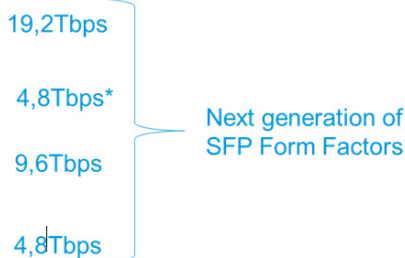 19,2Tbps
4,8Tbps*
9,6Tbps
4,8Tbps
Next generation of
SFP Form Factors